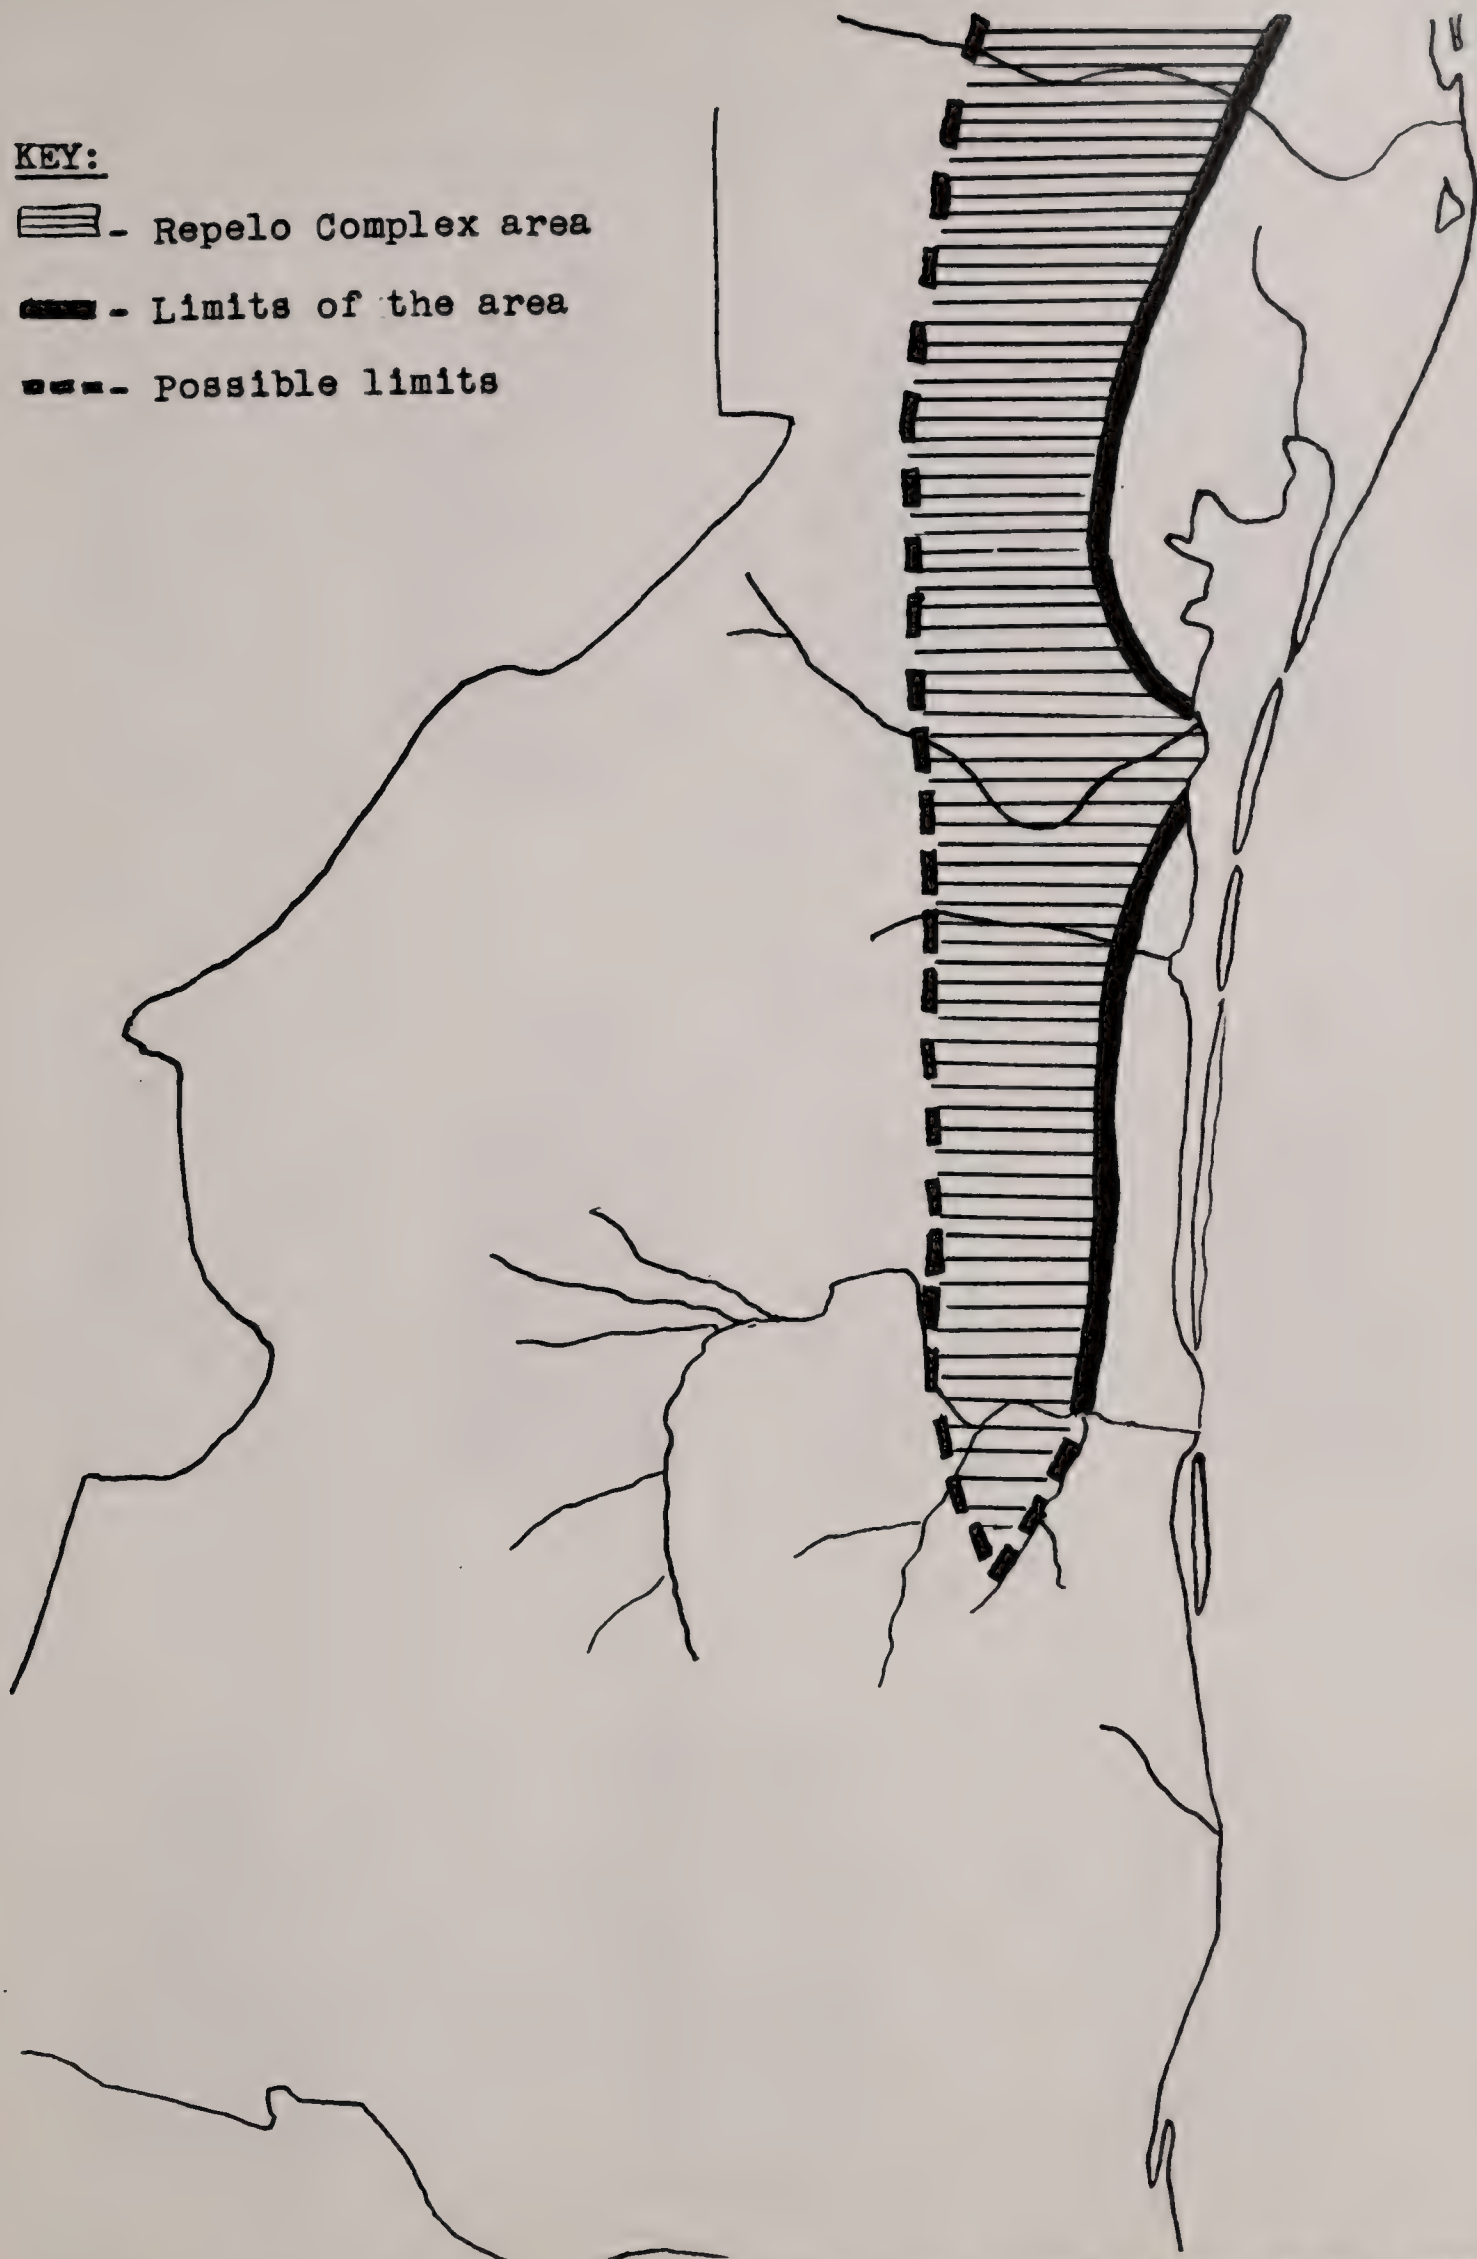 KEY:
- Repelo Complex area
- Limits of the area
- Possible limits